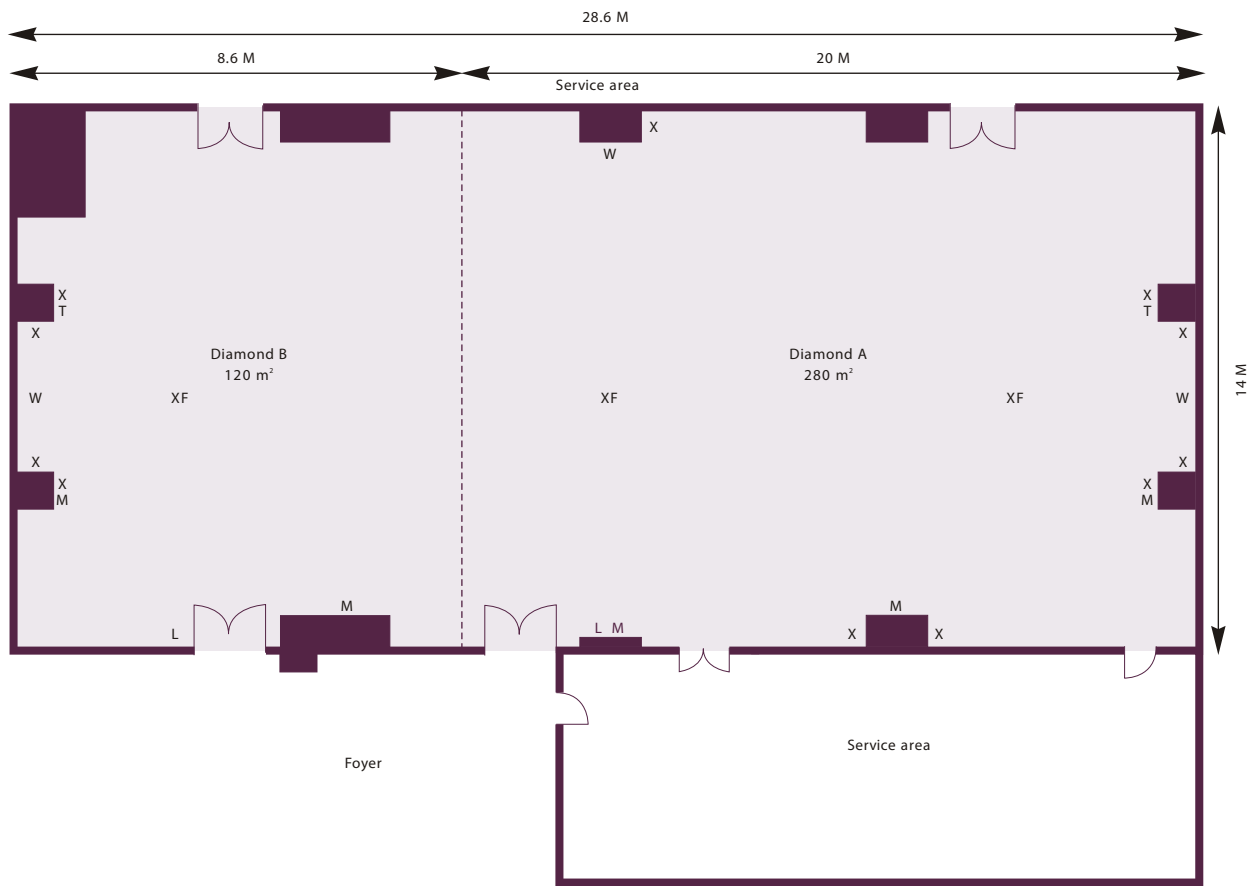 28.6 M
8.6 M
20 M
Service area
X
W
X
T
X
X
T
X
Diamond B
120 m²
Diamond A
280 m²
14 M
W
XF
XF
XF
W
X
X
M
X
X
M
M
L
L M
M
X
X
Service area
Foyer